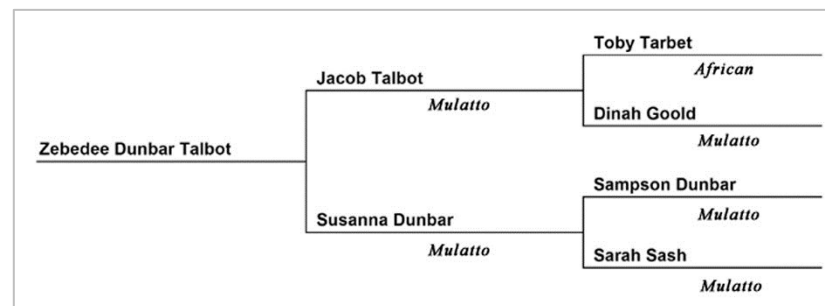 Toby Tarbet
African
Jacob Talbot
Mulatto
Dinah Goold
Mulatto
Zebedee Dunbar Talbot
Sampson Dunbar
Mulatto
Susanna Dunbar
Mulatto
Sarah Sash
Mulatto